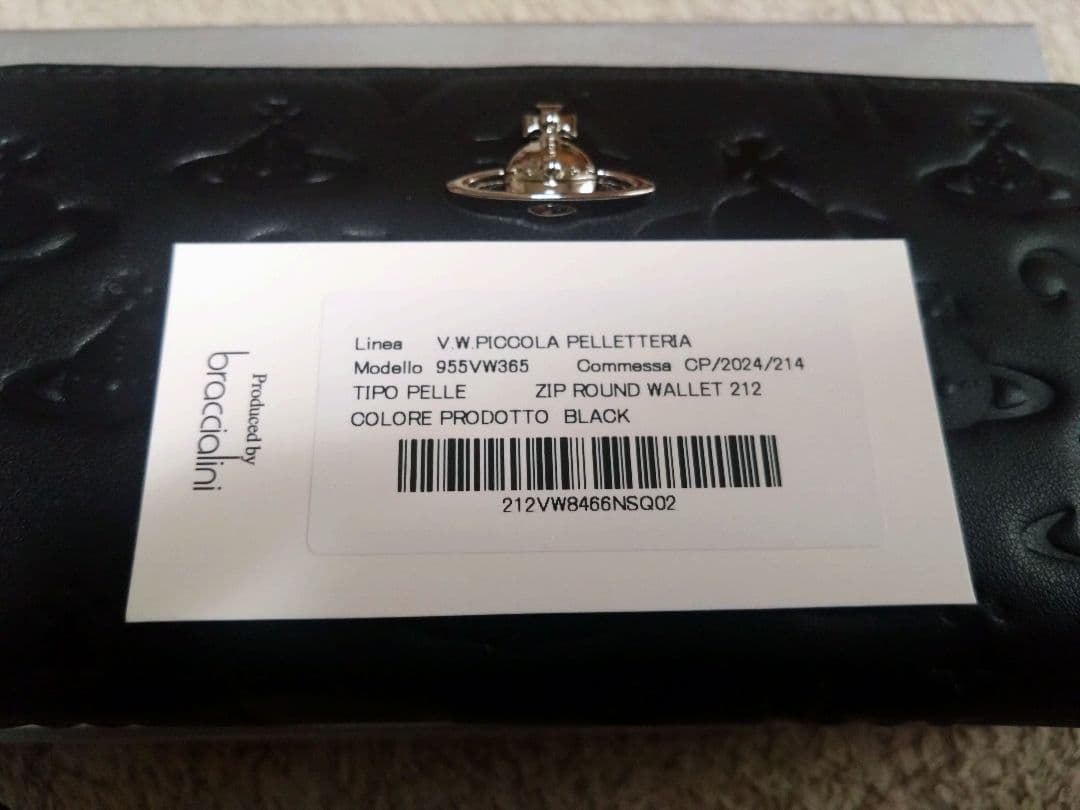 Linea V.W.PICCOLA PELLETTERIA
Modello 955VW365 Commessa CP/2024/214
TIPO PELLE ZIP ROUND WALLET 212
COLORE PRODOTTO BLACK
212VW8466NSQ02
Produced by
braccialini